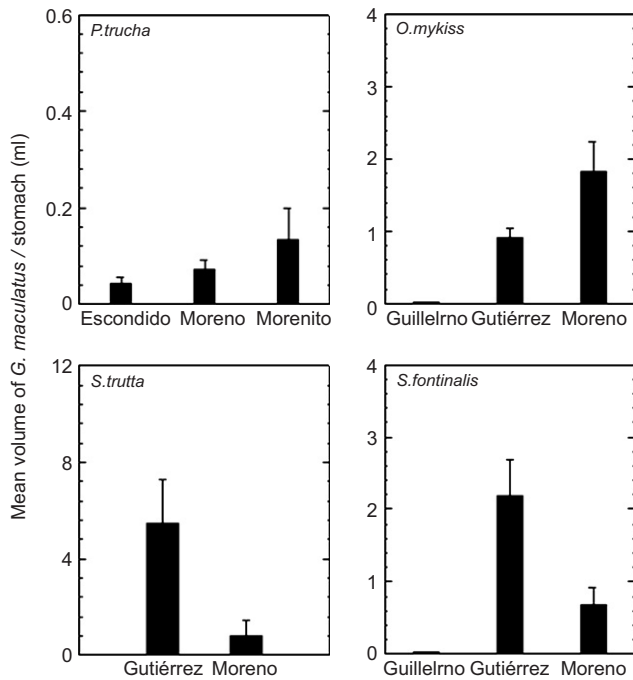 Mean volume of G. maculatus / stomach (ml)
P.trucha
0.6
0.4
0.2
0
Escondido Moreno Morenito
O.mykiss
4
3
2
1
0
Guillelrno Gutiérrez Moreno
S.trutta
12
8
4
0
Gutiérrez Moreno
S.fontinalis
4
3
2
1
0
Guillelrno Gutiérrez Moreno